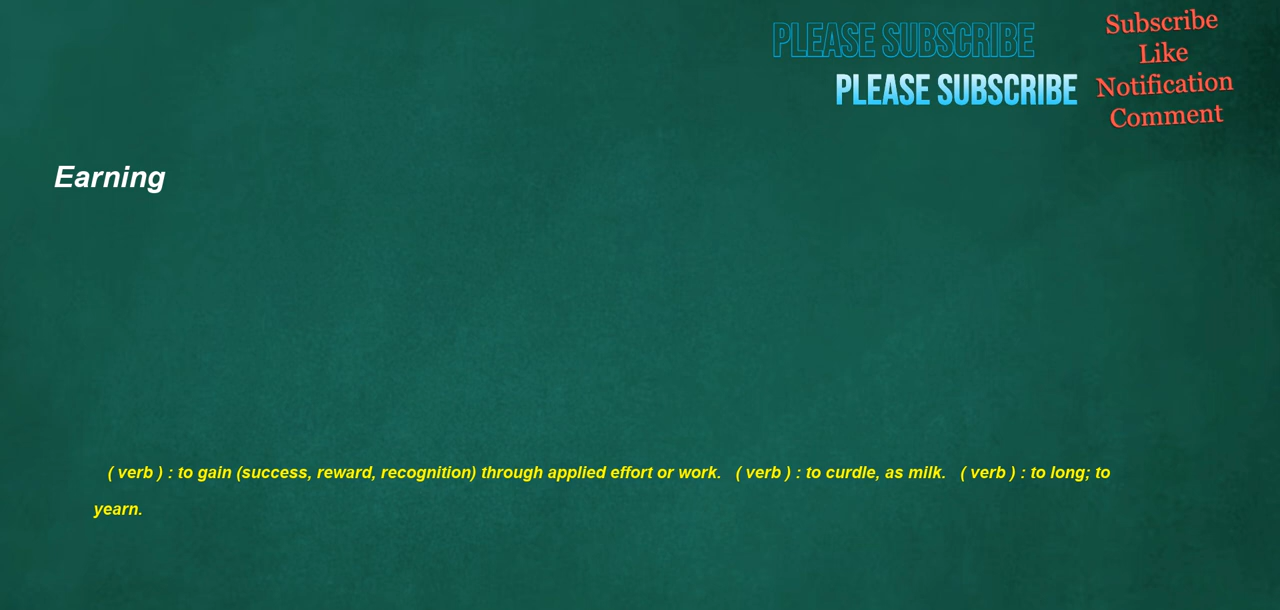 PLEASE SUBSCRIBE
PLEASE SUBSCRIBE
Subscribe
Like
Notification
Comment
Earning
( verb ) : to gain (success, reward, recognition) through applied effort or work. ( verb ) : to curdle, as milk. ( verb ) : to long; to
yearn.